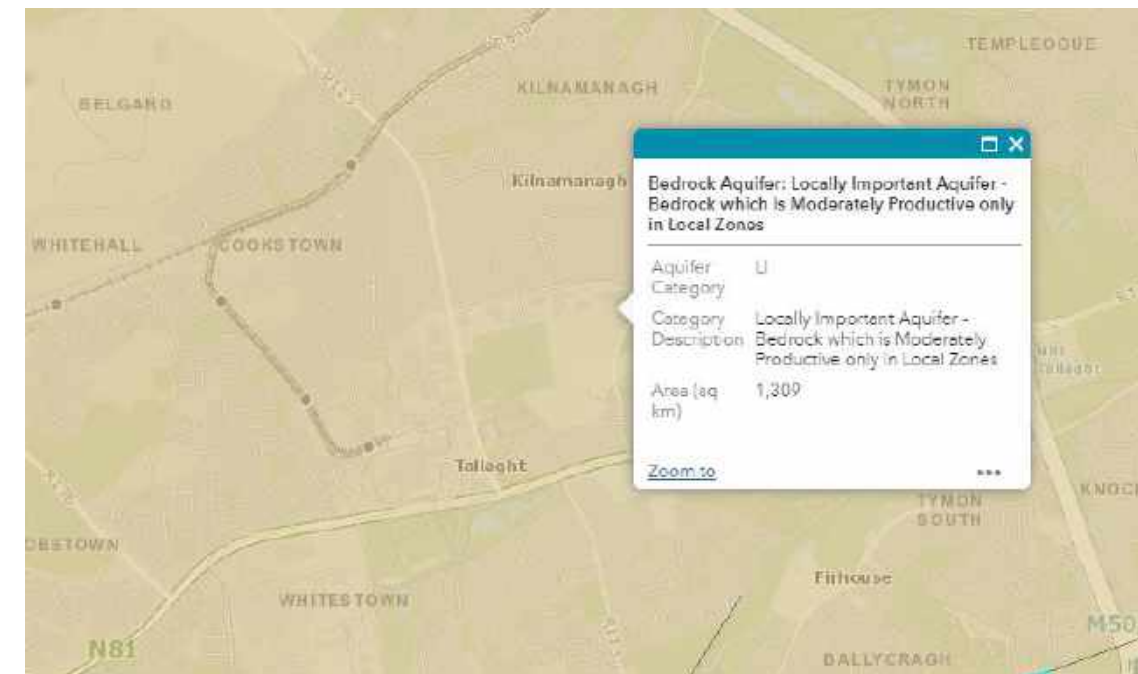 TEMPLEOGUE
KILNAMANAGH
TYMON
NORTH
BELGARD
Kilnamanagh
Bedrock Aquifer: Locally Important Aquifer -
Bedrock which is Moderately Productive only
in Local Zones
WHITEHALL
COOKSTOWN
Aquifer
Category
Ll
Category
Description
Locally Important Aquifer -
Bedrock which is Moderately
Productive only in Local Zones
Area (sq
km)
1,309
Zoom to
Tallaght
TYMON
SOUTH
KNOC
OBSTOWN
Firhouse
WHITESTOWN
N81
M50
BALLYCRAGH